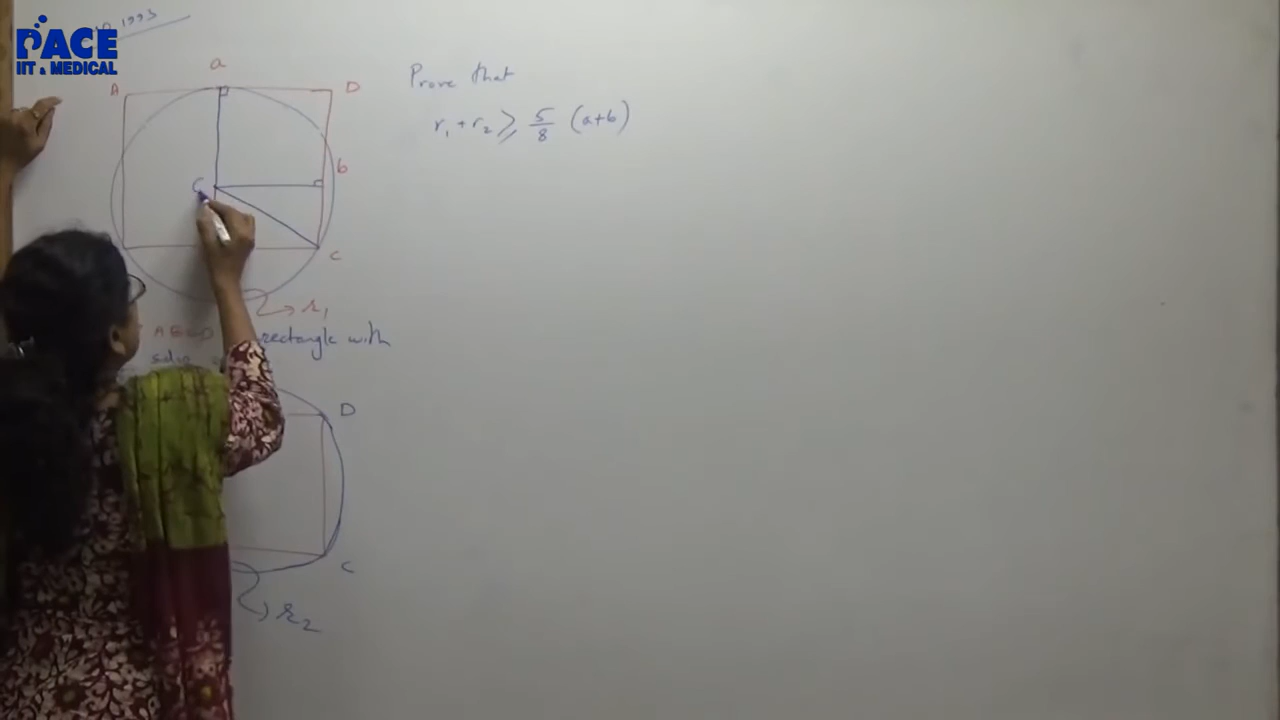 PACE
IIT & MEDICAL
1993
a
A
D
b
C
r₁
rectangle with
D
C
r₂
Prove that
r₁ + r₂ ≥ 5/8 (a+b)